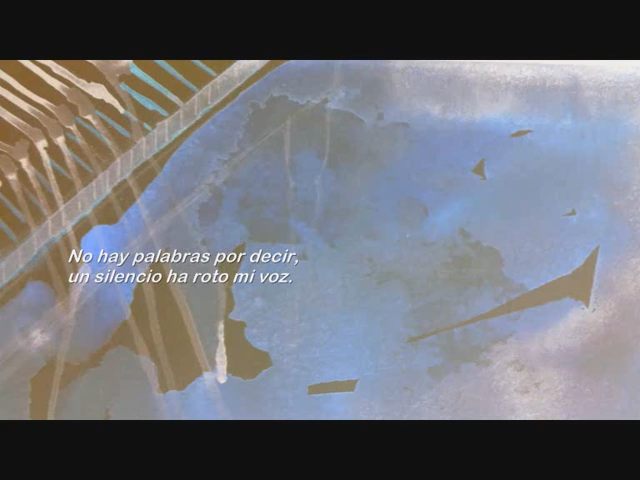 No hay palabras por decir,
un silencio ha roto mi voz.